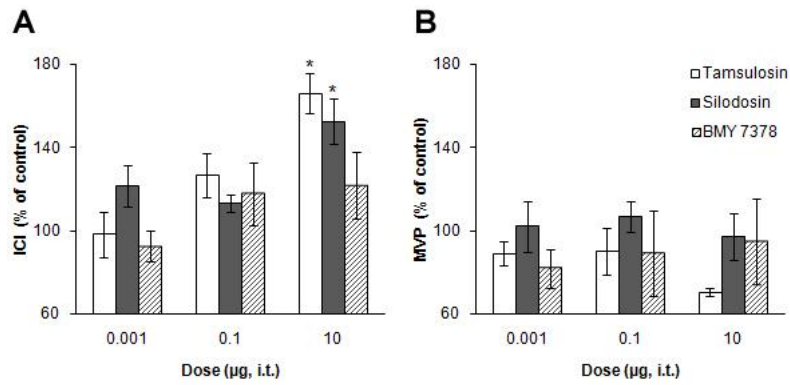 A
B
180
140
100
60
ICI (% of control)
* *
0.001 0.1 10
Dose (µg, i.t.)
180
140
100
60
MVP (% of control)
Tamsulosin
Silodosin
BMY 7378
0.001 0.1 10
Dose (µg, i.t.)